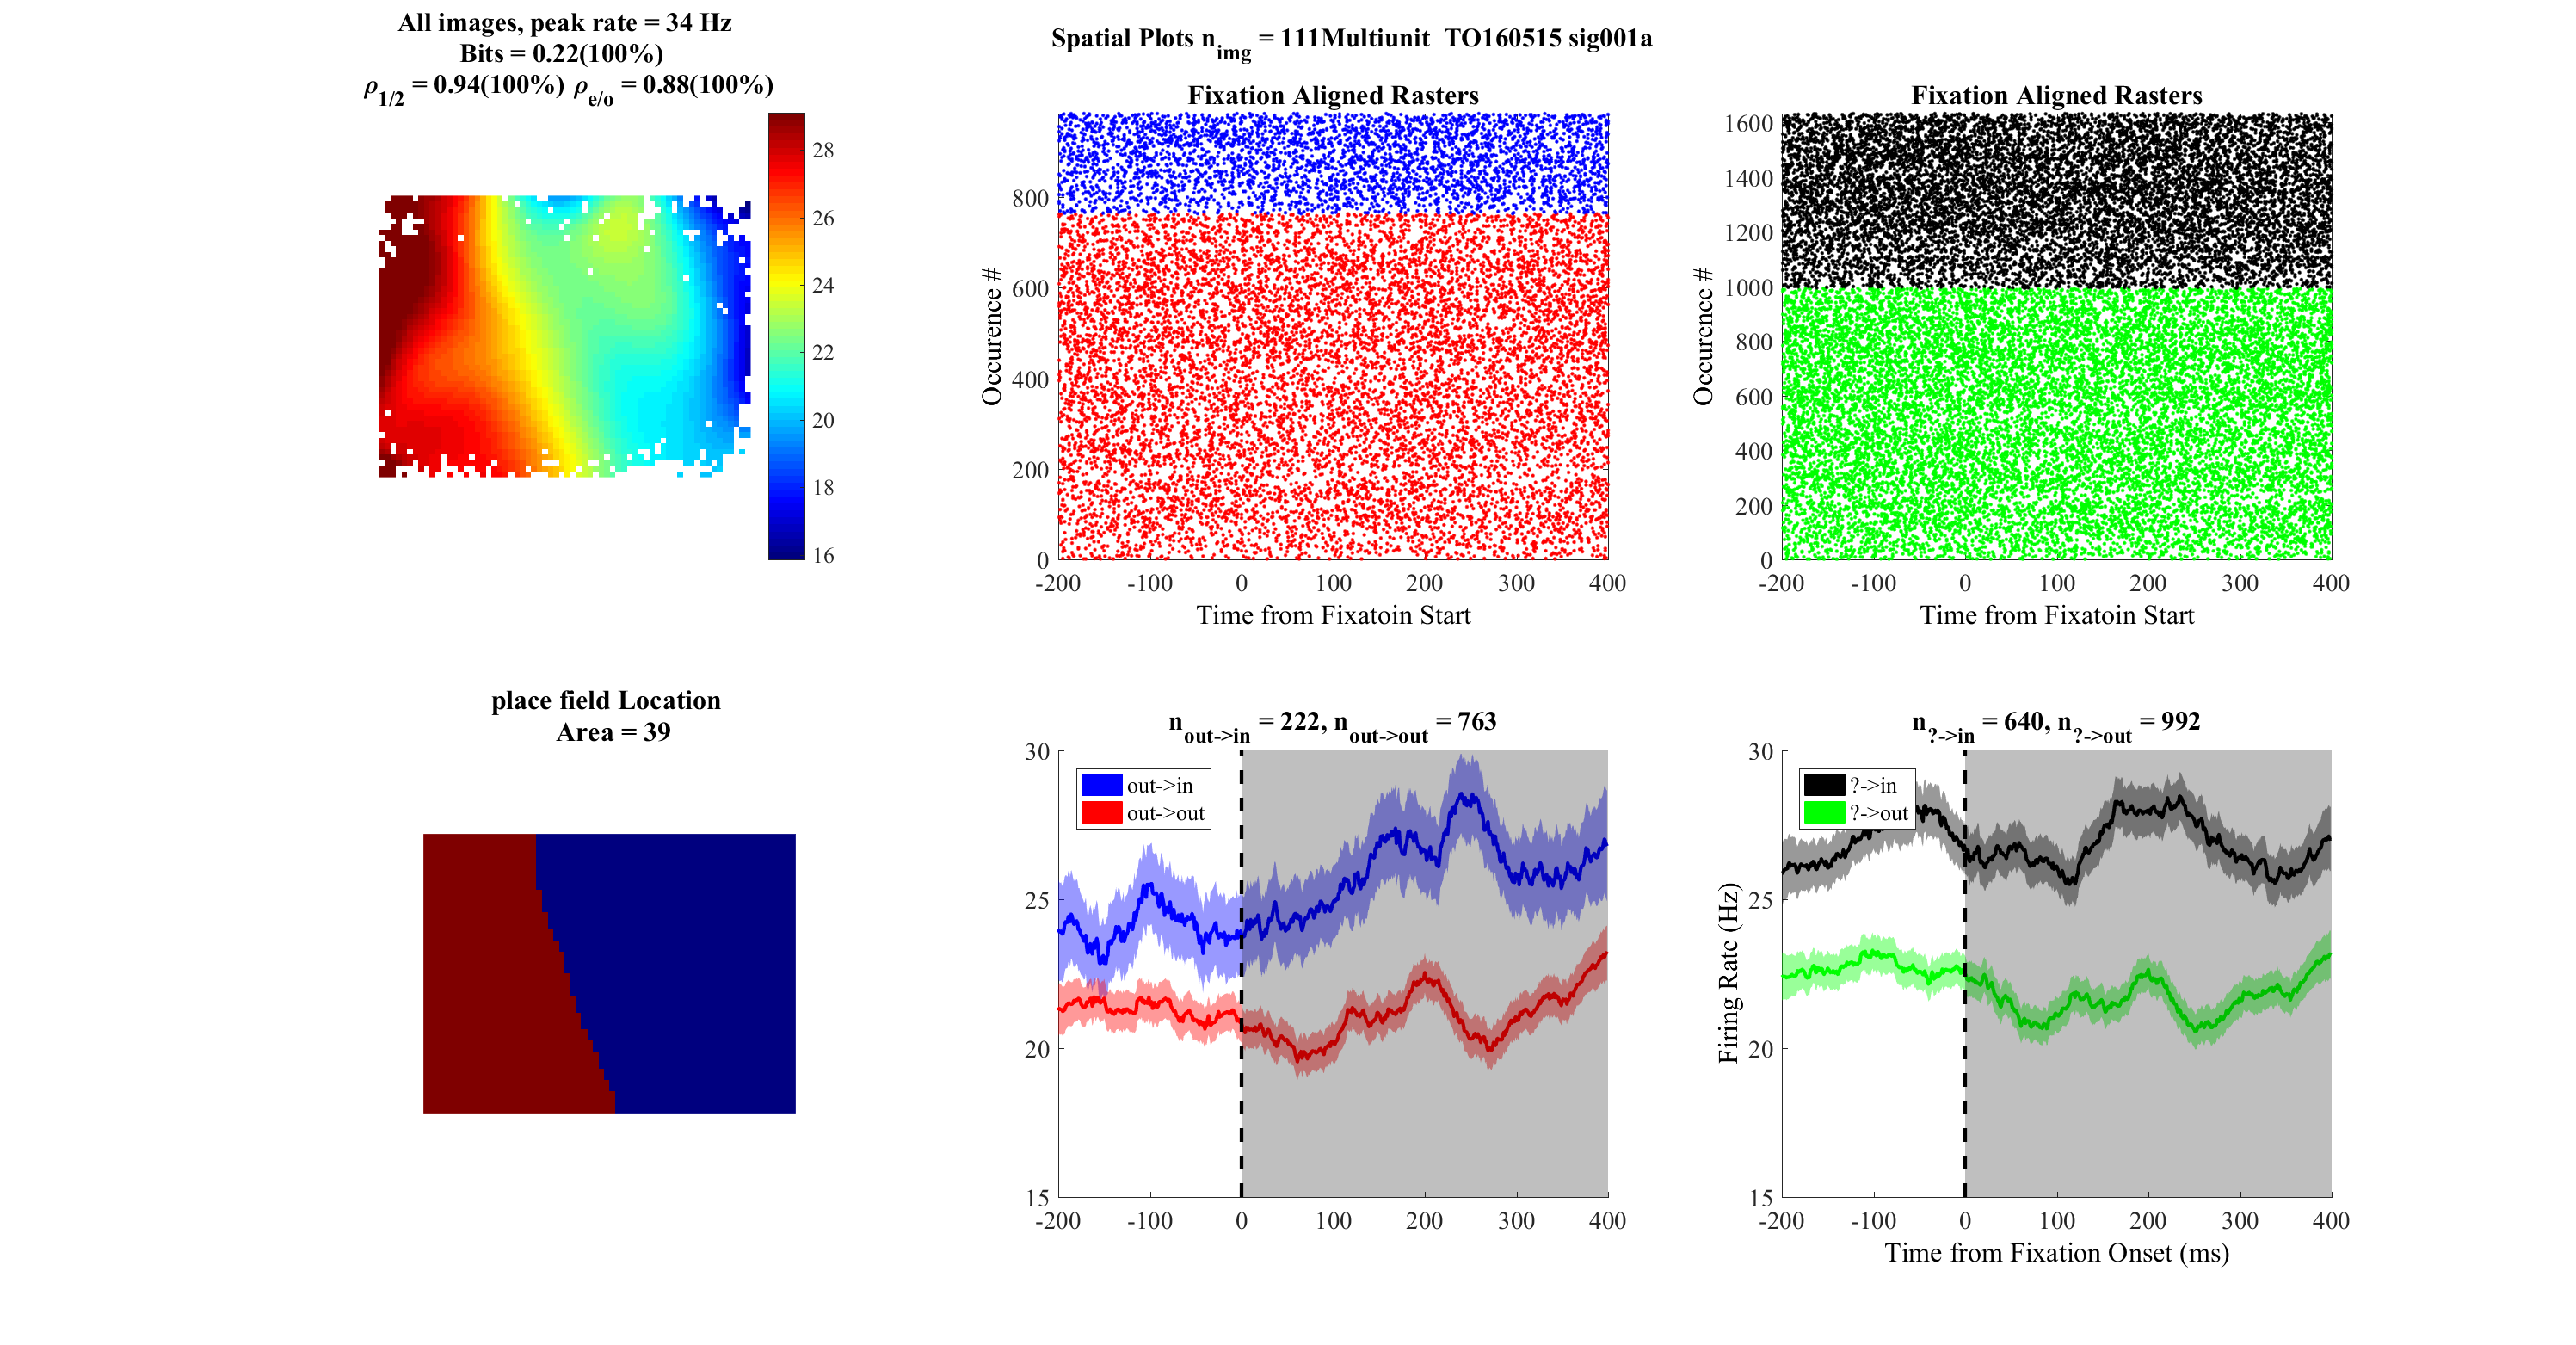 All images, peak rate = 34 Hz
Bits = 0.22(100%)
ρ1/2 = 0.94(100%) ρe/o = 0.88(100%)
28
26
24
22
20
18
16
Spatial Plots nimg = 111Multiunit TO160515 sig001a
Fixation Aligned Rasters
Occurence #
800
600
400
200
0
-200 -100 0 100 200 300 400
Time from Fixatoin Start
Fixation Aligned Rasters
Occurence #
1600
1400
1200
1000
800
600
400
200
0
-200 -100 0 100 200 300 400
Time from Fixatoin Start
place field Location
Area = 39
nout->in = 222, nout->out = 763
30
25
20
15
out->in
out->out
-200 -100 0 100 200 300 400
n?->in = 640, n?->out = 992
Firing Rate (Hz)
30
25
20
15
?->in
?->out
-200 -100 0 100 200 300 400
Time from Fixation Onset (ms)